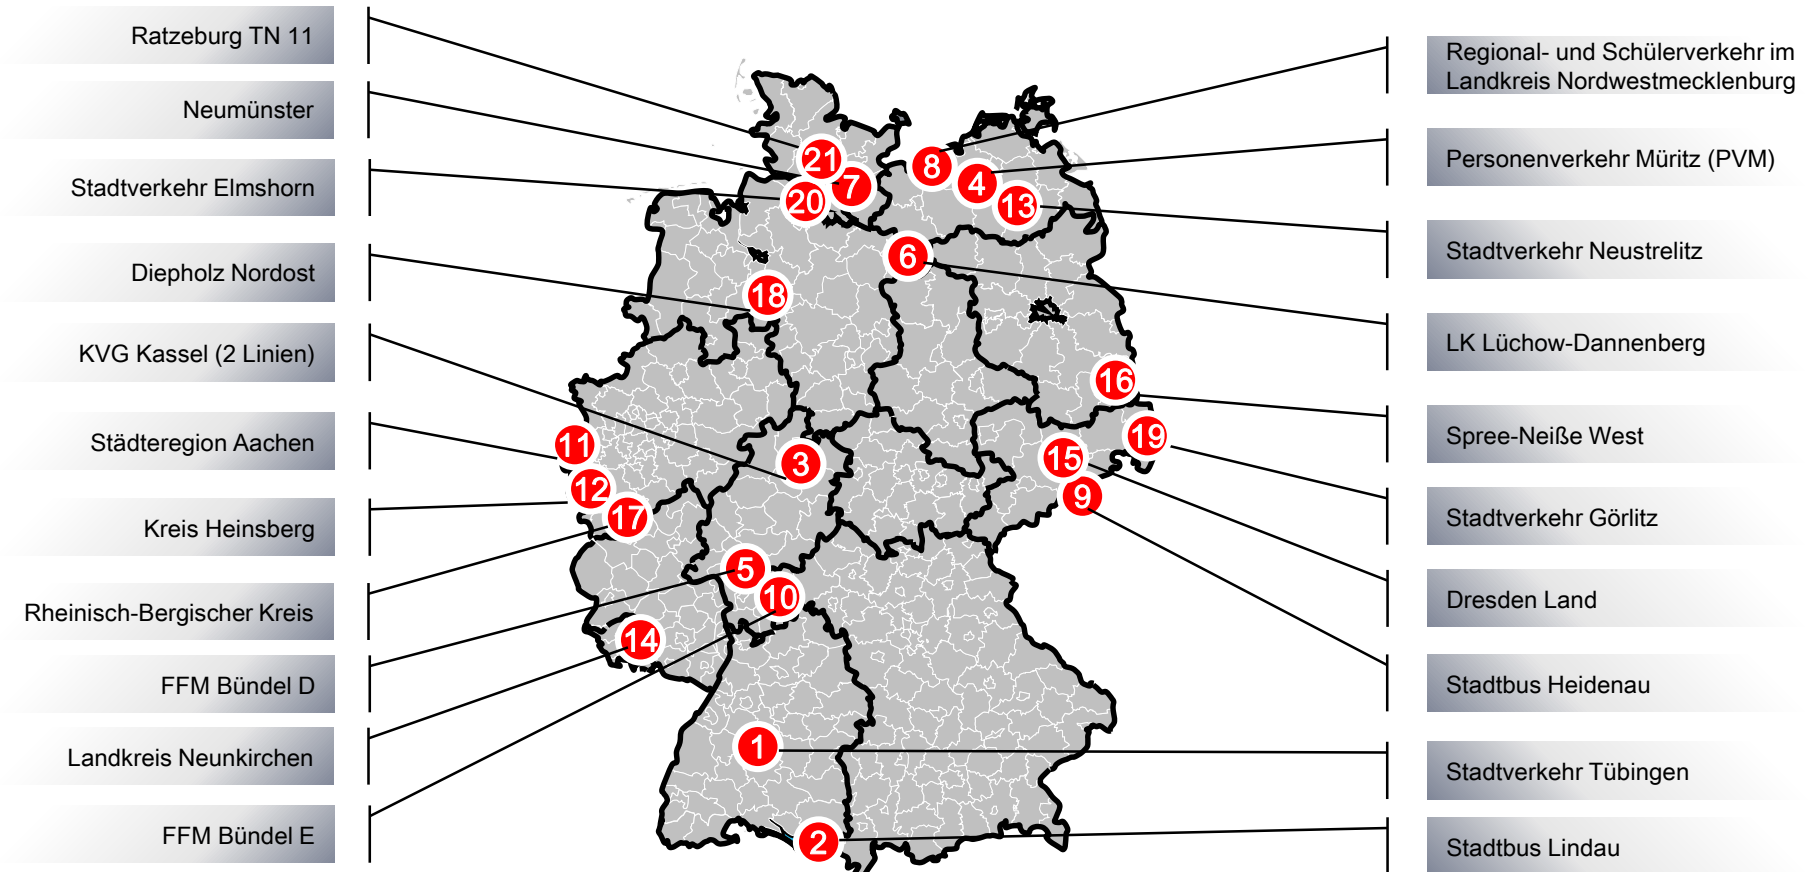 Ratzeburg TN 11
Neumünster
Stadtverkehr Elmshorn
Diepholz Nordost
KVG Kassel (2 Linien)
Städteregion Aachen
Kreis Heinsberg
Rheinisch-Bergischer Kreis
FFM Bündel D
Landkreis Neunkirchen
FFM Bündel E
21
7
20
8
4
13
6
18
16
11
3
15
19
12
9
17
5
10
14
1
2
Regional- und Schülerverkehr im
Landkreis Nordwestmecklenburg
Personenverkehr Müritz (PVM)
Stadtverkehr Neustrelitz
LK Lüchow-Dannenberg
Spree-Neiße West
Stadtverkehr Görlitz
Dresden Land
Stadtbus Heidenau
Stadtverkehr Tübingen
Stadtbus Lindau